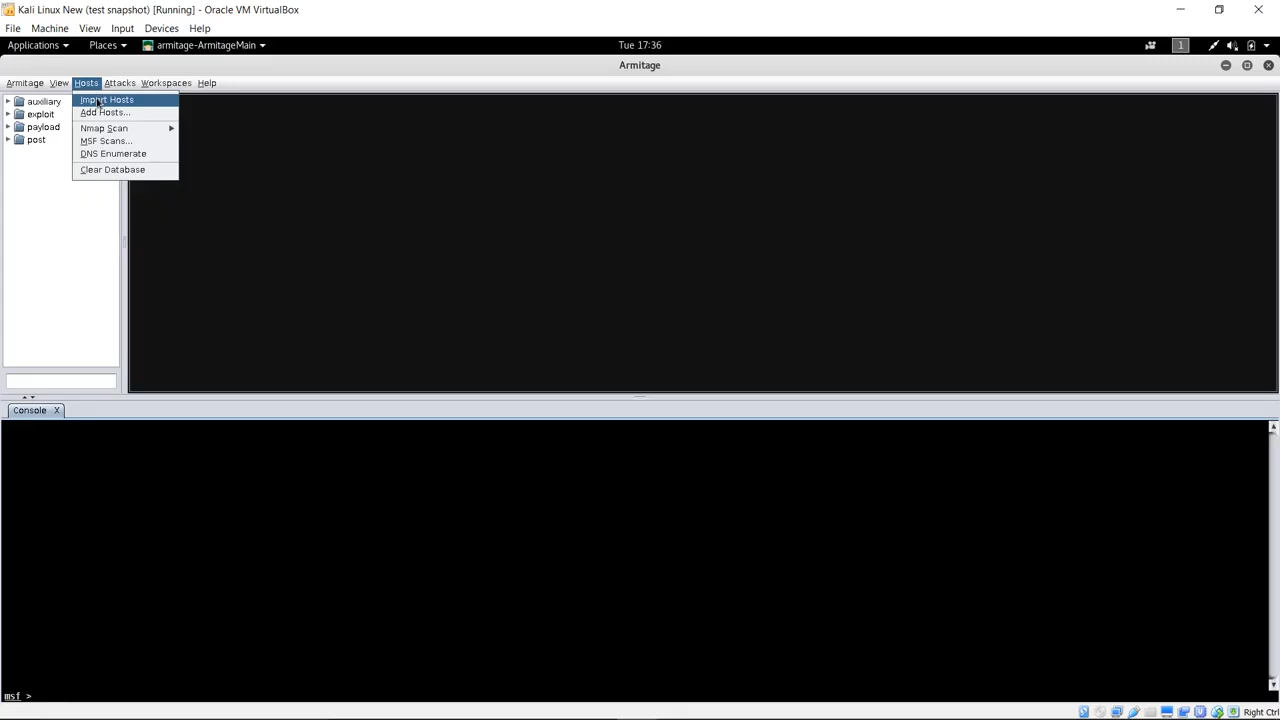 Kali Linux New (test snapshot) [Running] - Oracle VM VirtualBox
File Machine View Input Devices Help
Applications Places armitage-ArmitageMain Tue 17:36 1
Armitage
Armitage View Hosts Attacks Workspaces Help
auxiliary
exploit
payload
post
Import Hosts
Add Hosts...
Nmap Scan
MSF Scans...
DNS Enumerate
Clear Database
Console X
msf >
Right Ctrl